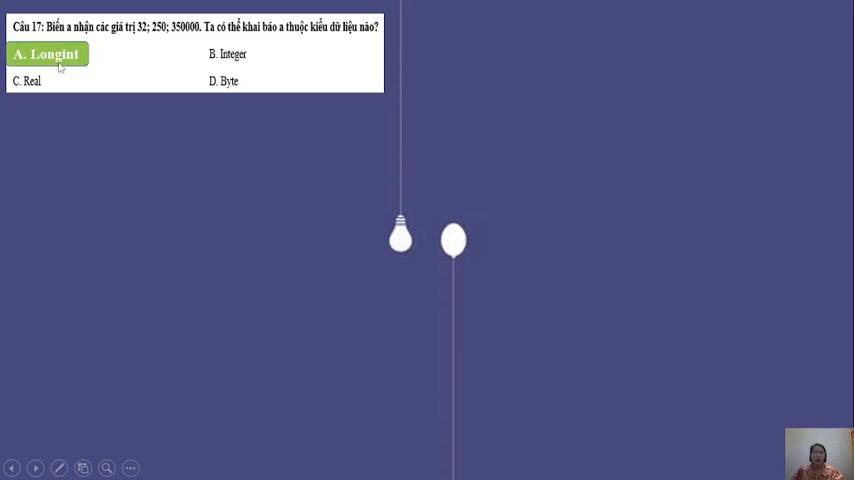 Câu 17: Biến a nhận các giá trị 32; 250; 350000. Ta có thể khai báo a thuộc kiểu dữ liệu nào?
A. Longint
B. Integer
C. Real
D. Byte